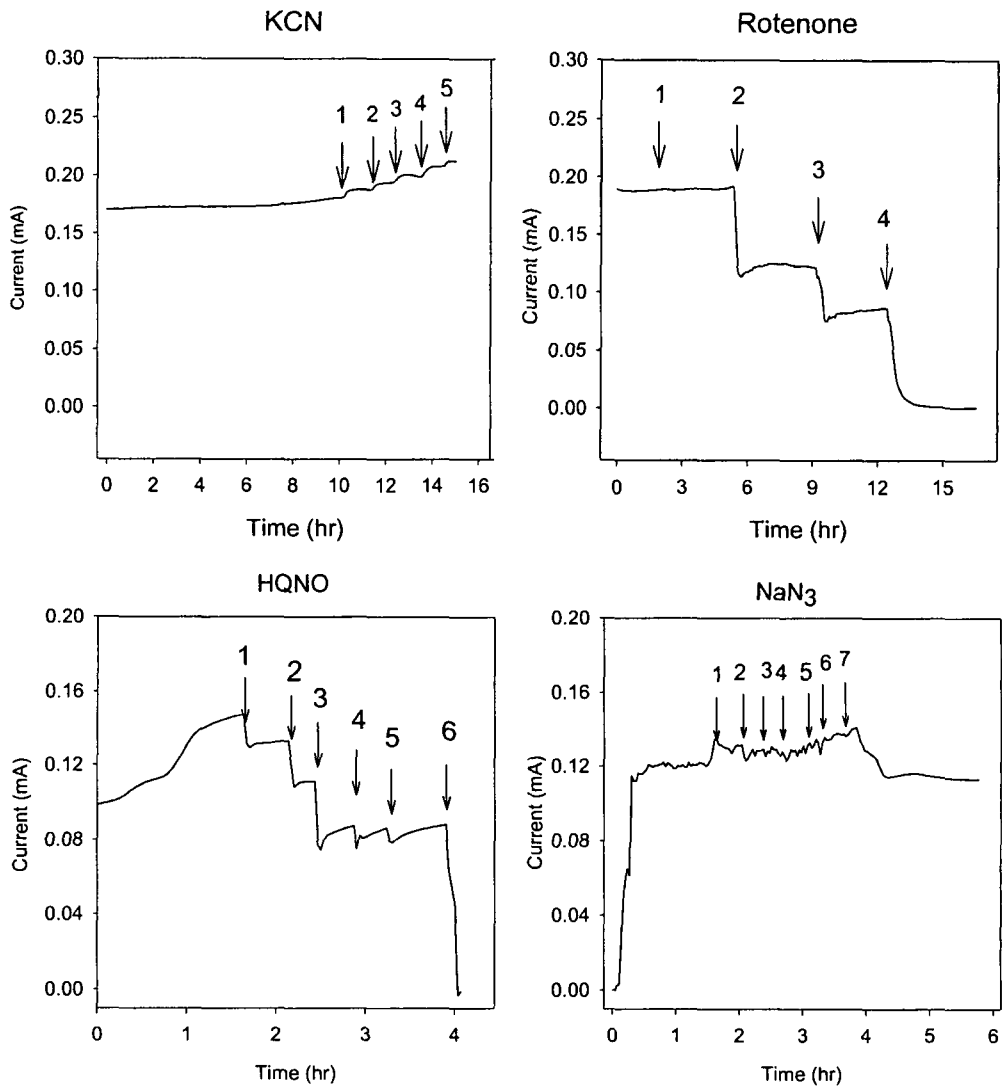 KCN
0.30
0.25
0.20
0.15
0.10
0.05
0.00
Current (mA)
1 2 3 4 5
0 2 4 6 8 10 12 14 16
Time (hr)
Rotenone
0.30
0.25
0.20
0.15
0.10
0.05
0.00
Current (mA)
1 2 3 4
0 3 6 9 12 15
Time (hr)
HQNO
0.20
0.16
0.12
0.08
0.04
0.00
Current (mA)
1 2 3 4 5 6
0 1 2 3 4
Time (hr)
NaN3
0.20
0.16
0.12
0.08
0.04
0.00
Current (mA)
1 2 3 4 5 6 7
0 1 2 3 4 5 6
Time (hr)